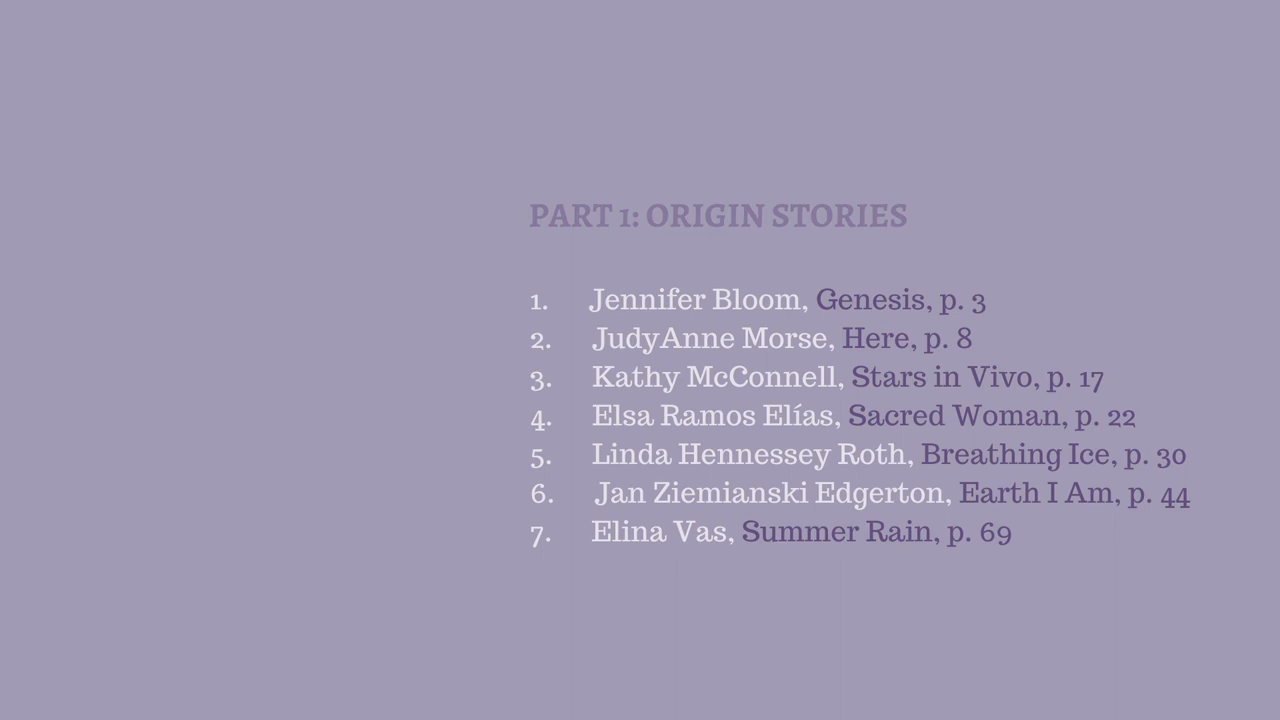 PART 1: ORIGIN STORIES
1. Jennifer Bloom, Genesis, p. 3
2. JudyAnne Morse, Here, p. 8
3. Kathy McConnell, Stars in Vivo, p. 17
4. Elsa Ramos Elías, Sacred Woman, p. 22
5. Linda Hennessey Roth, Breathing Ice, p. 30
6. Jan Ziemianski Edgerton, Earth I Am, p. 44
7. Elina Vas, Summer Rain, p. 69